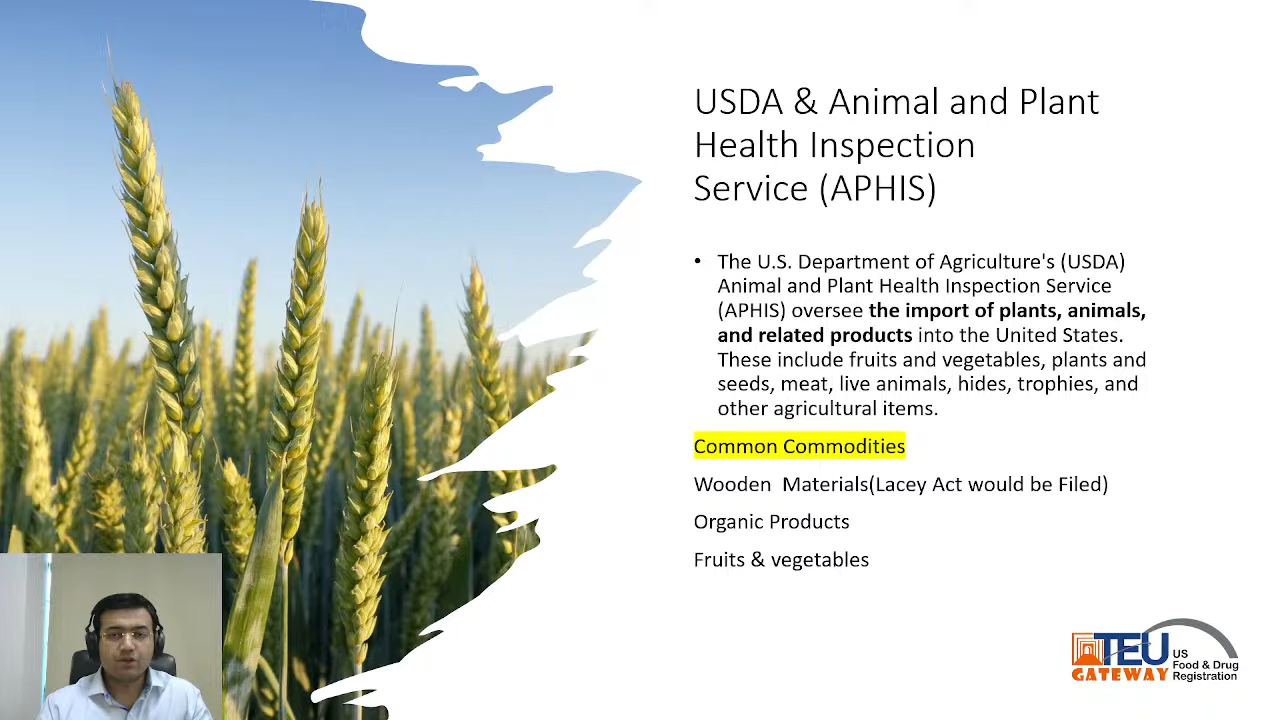 USDA & Animal and Plant
Health Inspection
Service (APHIS)
• The U.S. Department of Agriculture's (USDA)
Animal and Plant Health Inspection Service
(APHIS) oversee the import of plants, animals,
and related products into the United States.
These include fruits and vegetables, plants and
seeds, meat, live animals, hides, trophies, and
other agricultural items.
Common Commodities
Wooden  Materials(Lacey Act would be Filed)
Organic Products
Fruits & vegetables
TEU
GATEWAY
US
Food & Drug
Registration